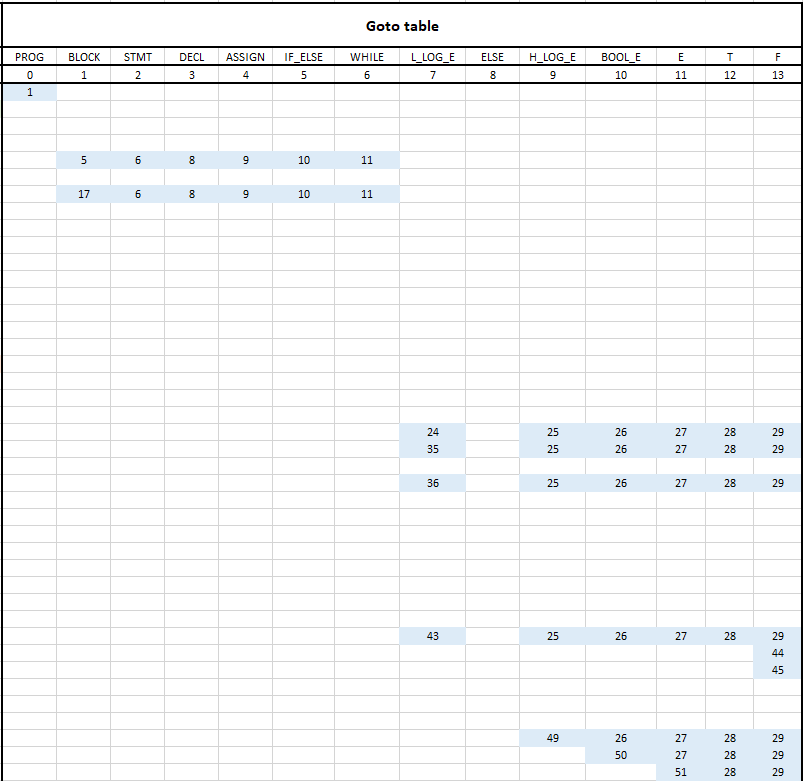 Goto table
PROG BLOCK STMT DECL ASSIGN IF_ELSE WHILE L_LOG_E ELSE H_LOG_E BOOL_E E T F
0 1 2 3 4 5 6 7 8 9 10 11 12 13
1
5 6 8 9 10 11
17 6 8 9 10 11
24 25 26 27 28 29
35 25 26 27 28 29
36 25 26 27 28 29
43 25 26 27 28 29
44
45
49 26 27 28 29
50 27 28 29
51 28 29